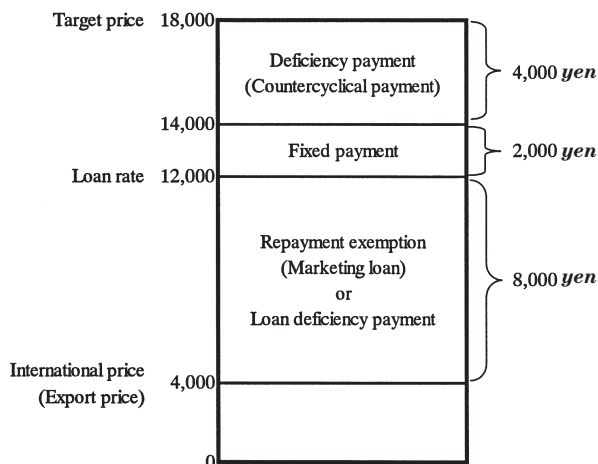 Target price 18,000
Deficiency payment
(Countercyclical payment)
4,000 yen
14,000
Fixed payment
2,000 yen
Loan rate 12,000
Repayment exemption
(Marketing loan)
or
Loan deficiency payment
8,000 yen
International price
(Export price)
4,000
0